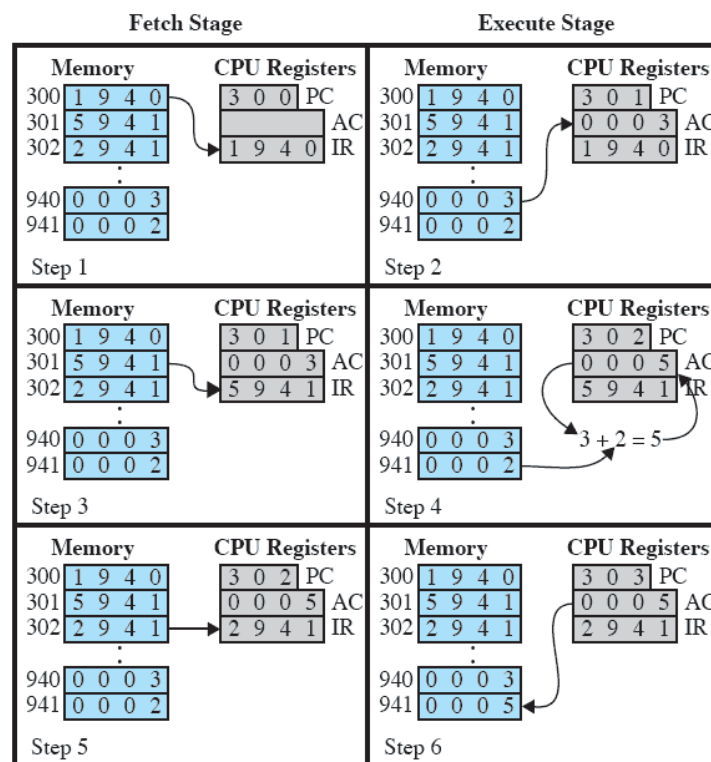 Fetch Stage Execute Stage
Memory CPU Registers
300 1 9 4 0 3 0 0 PC
301 5 9 4 1 AC
302 2 9 4 1 1 9 4 0 IR
940 0 0 0 3
941 0 0 0 2
Step 1
Memory CPU Registers
300 1 9 4 0 3 0 1 PC
301 5 9 4 1 0 0 0 3 AC
302 2 9 4 1 1 9 4 0 IR
940 0 0 0 3
941 0 0 0 2
Step 2
Memory CPU Registers
300 1 9 4 0 3 0 1 PC
301 5 9 4 1 0 0 0 3 AC
302 2 9 4 1 5 9 4 1 IR
940 0 0 0 3
941 0 0 0 2
Step 3
Memory CPU Registers
300 1 9 4 0 3 0 2 PC
301 5 9 4 1 0 0 0 5 AC
302 2 9 4 1 5 9 4 1 IR
940 0 0 0 3 3 + 2 = 5
941 0 0 0 2
Step 4
Memory CPU Registers
300 1 9 4 0 3 0 2 PC
301 5 9 4 1 0 0 0 5 AC
302 2 9 4 1 2 9 4 1 IR
940 0 0 0 3
941 0 0 0 2
Step 5
Memory CPU Registers
300 1 9 4 0 3 0 3 PC
301 5 9 4 1 0 0 0 5 AC
302 2 9 4 1 2 9 4 1 IR
940 0 0 0 3
941 0 0 0 5
Step 6